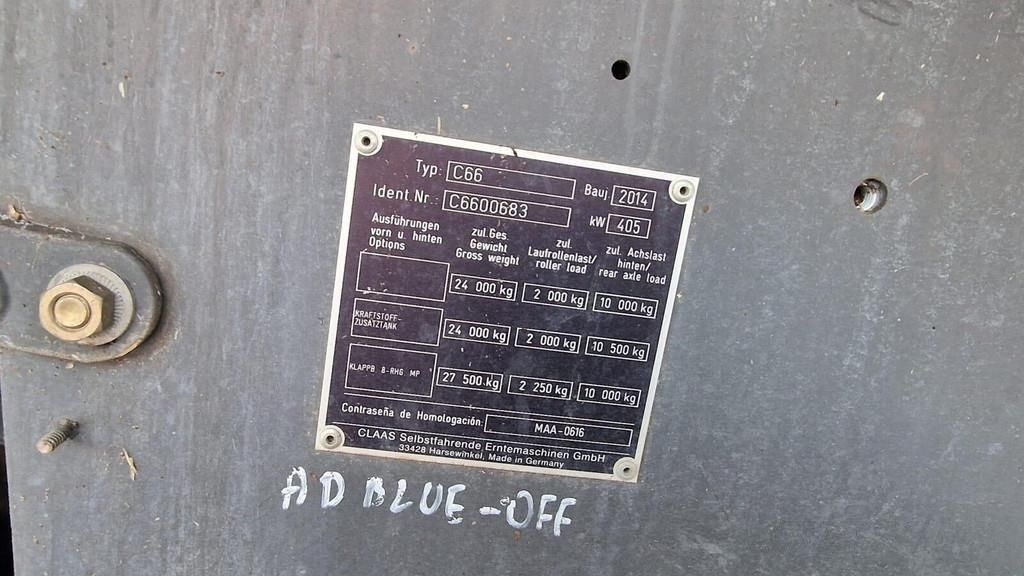 Typ: C66 Bauj 2014
Ident.Nr.: C6600683 kW 405
Ausführungen vorn u. hinten Options
zul.Ges Gewicht Gross weight
zul. Laufrollenlast/ roller load
zul. Achslast hinten/ rear axle load
24 000 kg 2 000 kg 10 000 kg
KRAFTSTOFF-ZUSATZTANK 24 000 kg 2 000 kg 10 500 kg
KLAPPB 8-RHG MP 27 500 kg 2 250 kg 10 000 kg
Contraseña de Homologación: MAA-0616
CLAAS Selbstfahrende Erntemaschinen GmbH
33428 Harsewinkel, Made in Germany
AD BLUE -OFF